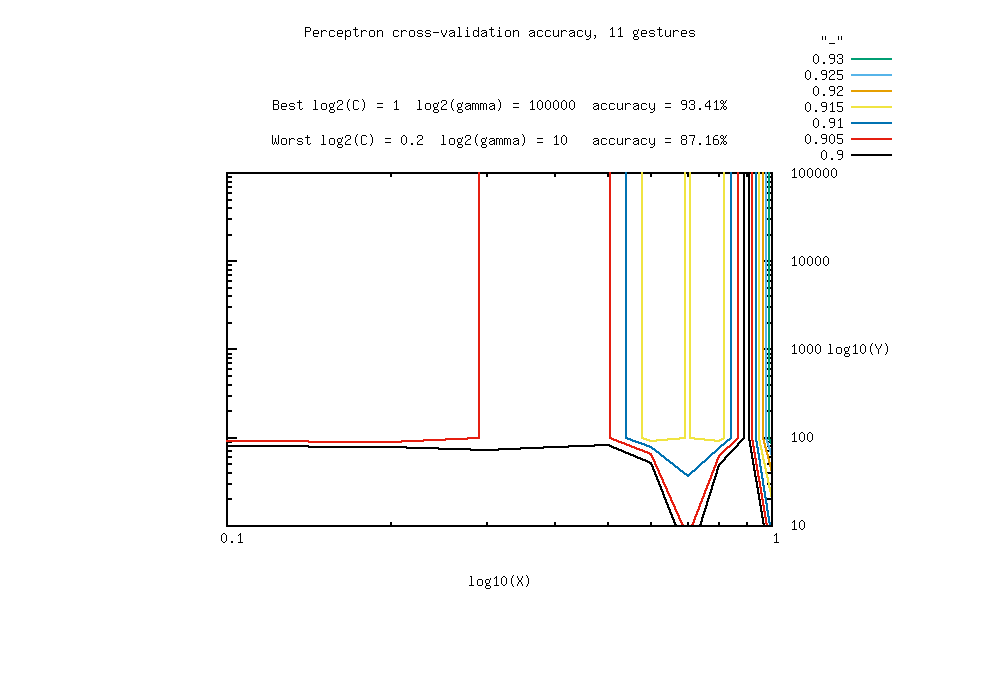 Perceptron cross-validation accuracy, 11 gestures
"_"
0.93
0.925
0.92
0.915
0.91
0.905
0.9
Best log2(C) = 1  log2(gamma) = 100000  accuracy = 93.41%
Worst log2(C) = 0.2  log2(gamma) = 10   accuracy = 87.16%
100000
10000
1000 log10(Y)
100
10
0.1 1
log10(X)